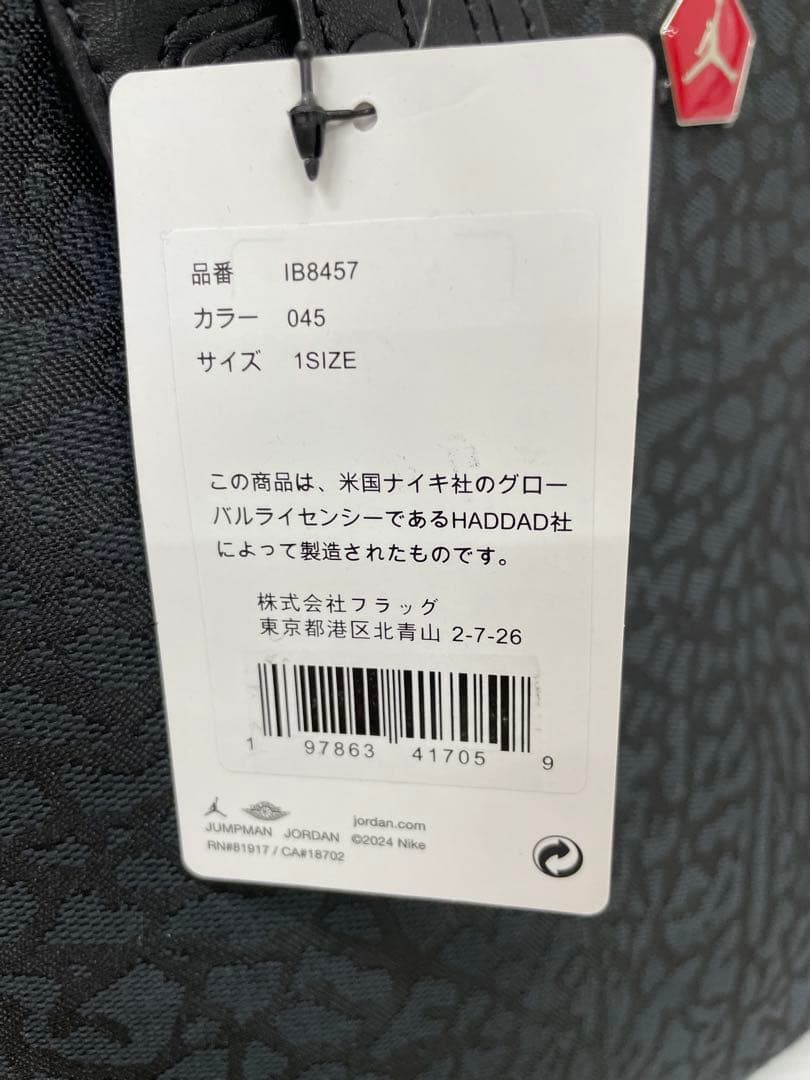 品番 IB8457
カラー 045
サイズ 1SIZE
この商品は、米国ナイキ社のグロー
バルライセンシーであるHADDAD社
によって製造されたものです。
株式会社フラッグ
東京都港区北青山 2-7-26
1 97863 41705 9
JUMPMAN JORDAN
jordan.com
RN#81917 / CA#18702
©2024 Nike